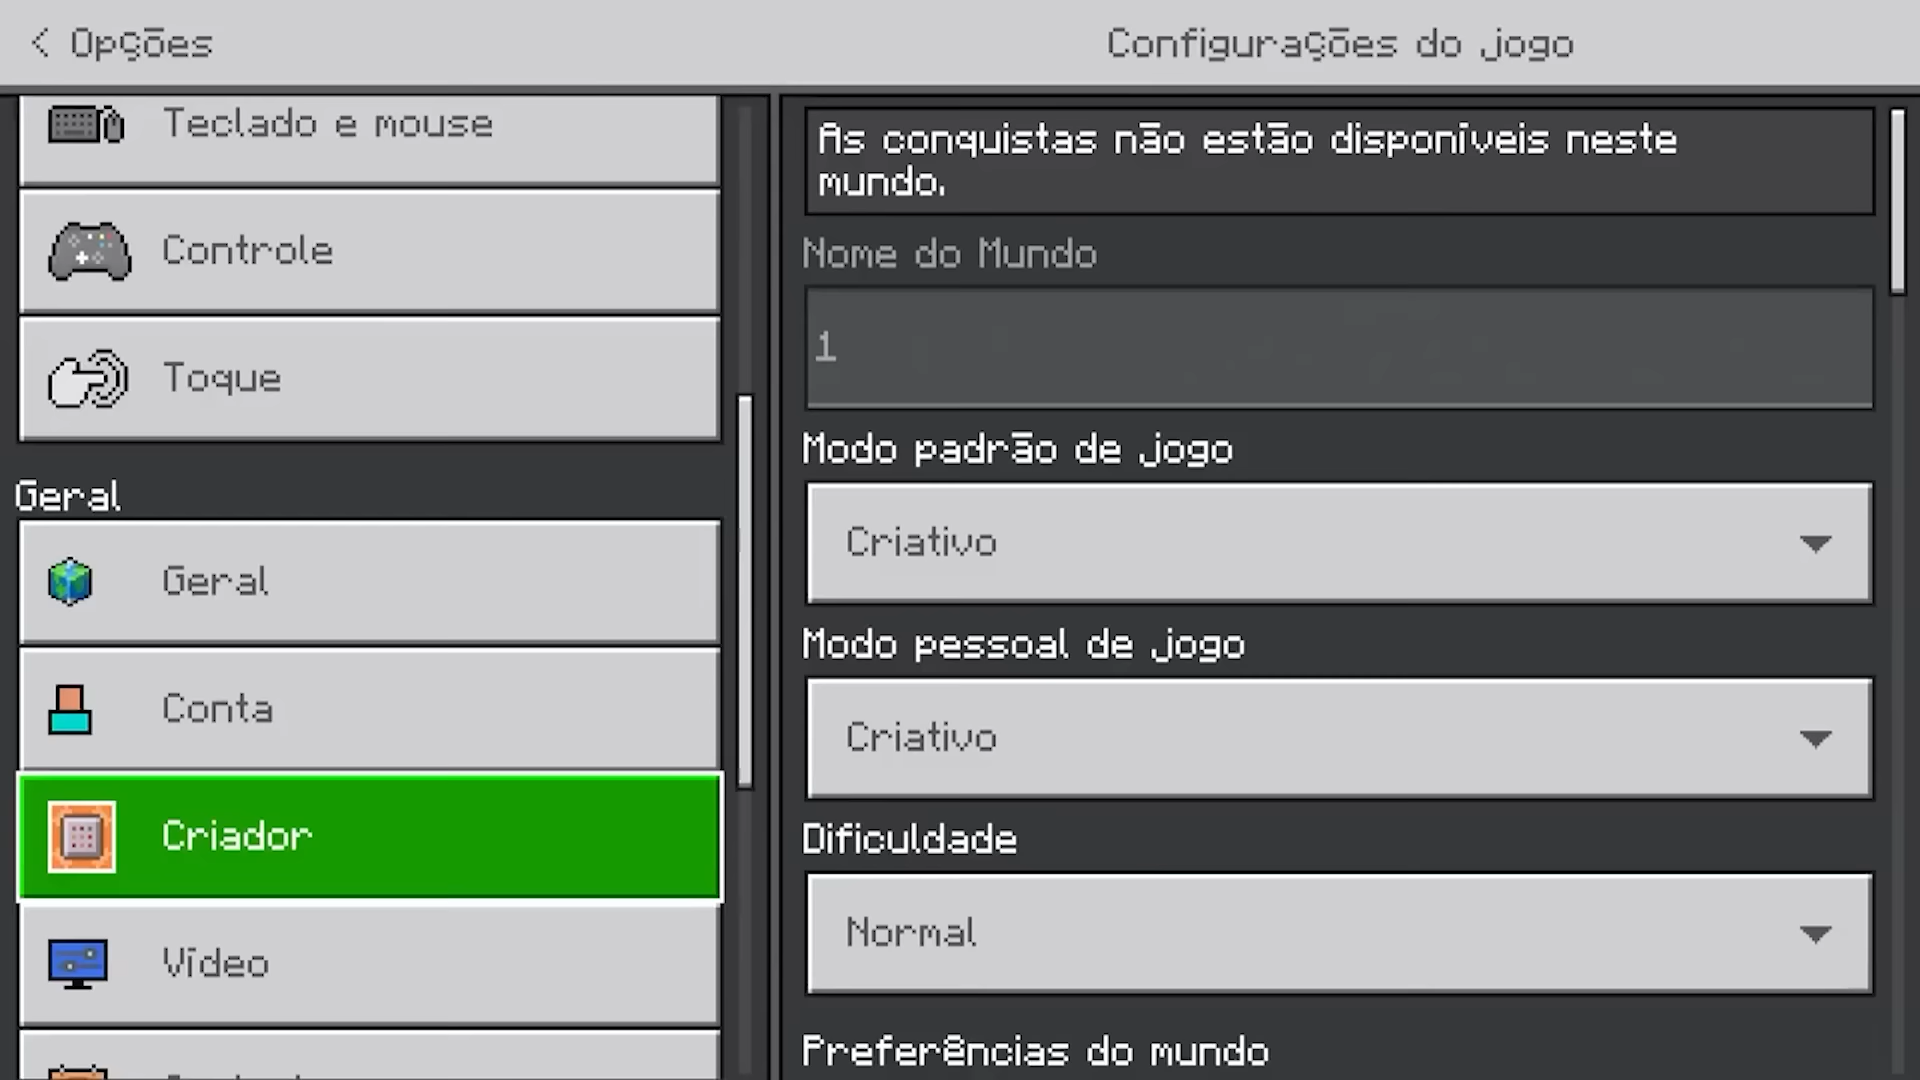 Opções
Configurações do jogo
Teclado e mouse
Controle
Toque
Geral
Geral
Conta
Criador
Vídeo
As conquistas não estão disponíveis neste
mundo.
Nome do Mundo
1
Modo padrão de jogo
Criativo
Modo pessoal de jogo
Criativo
Dificuldade
Normal
Preferências do mundo